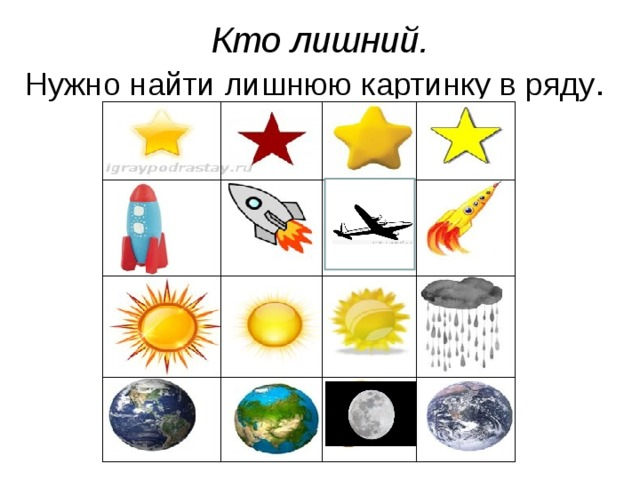 Кто лишний.
Нужно найти лишнюю картинку в ряду.
igraypodrastay.ru